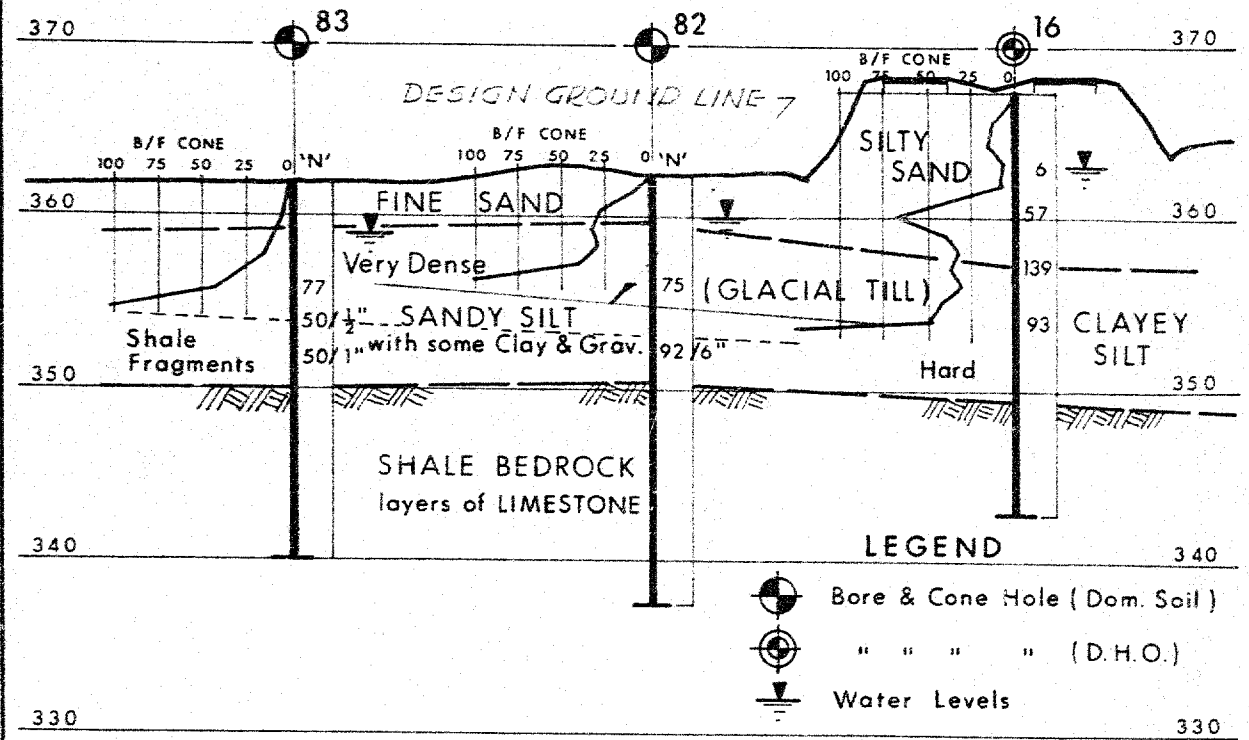 83 82 16
370 370
B/F CONE
100 75 50 25 0
DESIGN GROUND LINE
B/F CONE
100 75 50 25 0 'N'
B/F CONE
100 75 50 25 0 'N'
SILTY
SAND
6
360 FINE SAND 57 360
Very Dense
139
77 75 (GLACIAL TILL)
50/½" SANDY SILT 93 CLAYEY
SILT
Shale
Fragments
50/1" with some Clay & Grav. 92/6"
Hard
350 350
SHALE BEDROCK
layers of LIMESTONE
340 340
LEGEND
Bore & Cone Hole (Dom. Soil)
" " " " (D.H.O.)
Water Levels
330 330